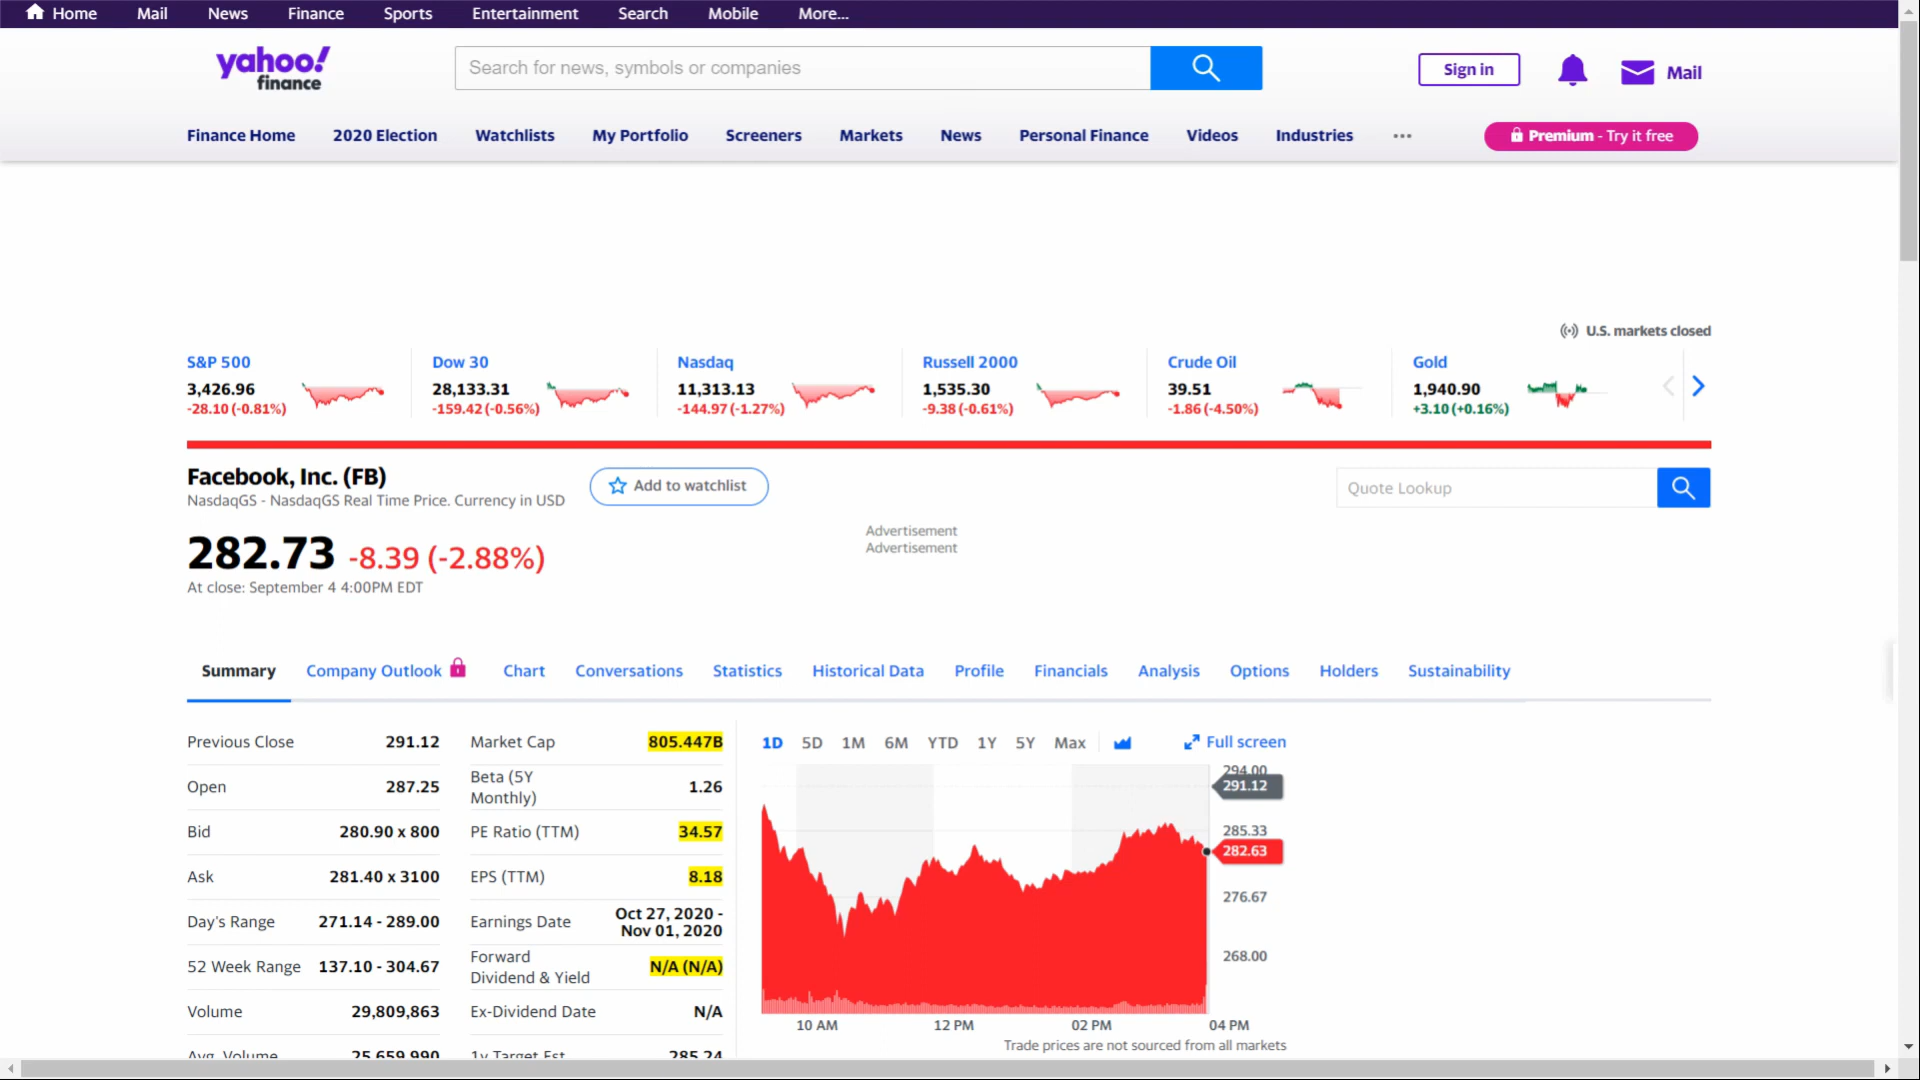 Home Mail News Finance Sports Entertainment Search Mobile More...
yahoo!
finance
Search for news, symbols or companies
Sign in
Mail
Finance Home 2020 Election Watchlists My Portfolio Screeners Markets News Personal Finance Videos Industries ...
Premium - Try it free
U.S. markets closed
S&P 500
3,426.96
-28.10 (-0.81%)
Dow 30
28,133.31
-159.42 (-0.56%)
Nasdaq
11,313.13
-144.97 (-1.27%)
Russell 2000
1,535.30
-9.38 (-0.61%)
Crude Oil
39.51
-1.86 (-4.50%)
Gold
1,940.90
+3.10 (+0.16%)
Facebook, Inc. (FB)
NasdaqGS - NasdaqGS Real Time Price. Currency in USD
Add to watchlist
Quote Lookup
Advertisement
Advertisement
282.73 -8.39 (-2.88%)
At close: September 4 4:00PM EDT
Summary Company Outlook Chart Conversations Statistics Historical Data Profile Financials Analysis Options Holders Sustainability
Previous Close 291.12
Open 287.25
Bid 280.90 x 800
Ask 281.40 x 3100
Day's Range 271.14 - 289.00
52 Week Range 137.10 - 304.67
Volume 29,809,863
Avg. Volume 25,659,990
Market Cap 805.447B
Beta (5Y
Monthly) 1.26
PE Ratio (TTM) 34.57
EPS (TTM) 8.18
Earnings Date Oct 27, 2020 -
Nov 01, 2020
Forward
Dividend & Yield N/A (N/A)
Ex-Dividend Date N/A
1y Target Est 285.24
1D 5D 1M 6M YTD 1Y 5Y Max
Full screen
294.00
291.12
285.33
282.63
276.67
268.00
10 AM 12 PM 02 PM 04 PM
Trade prices are not sourced from all markets